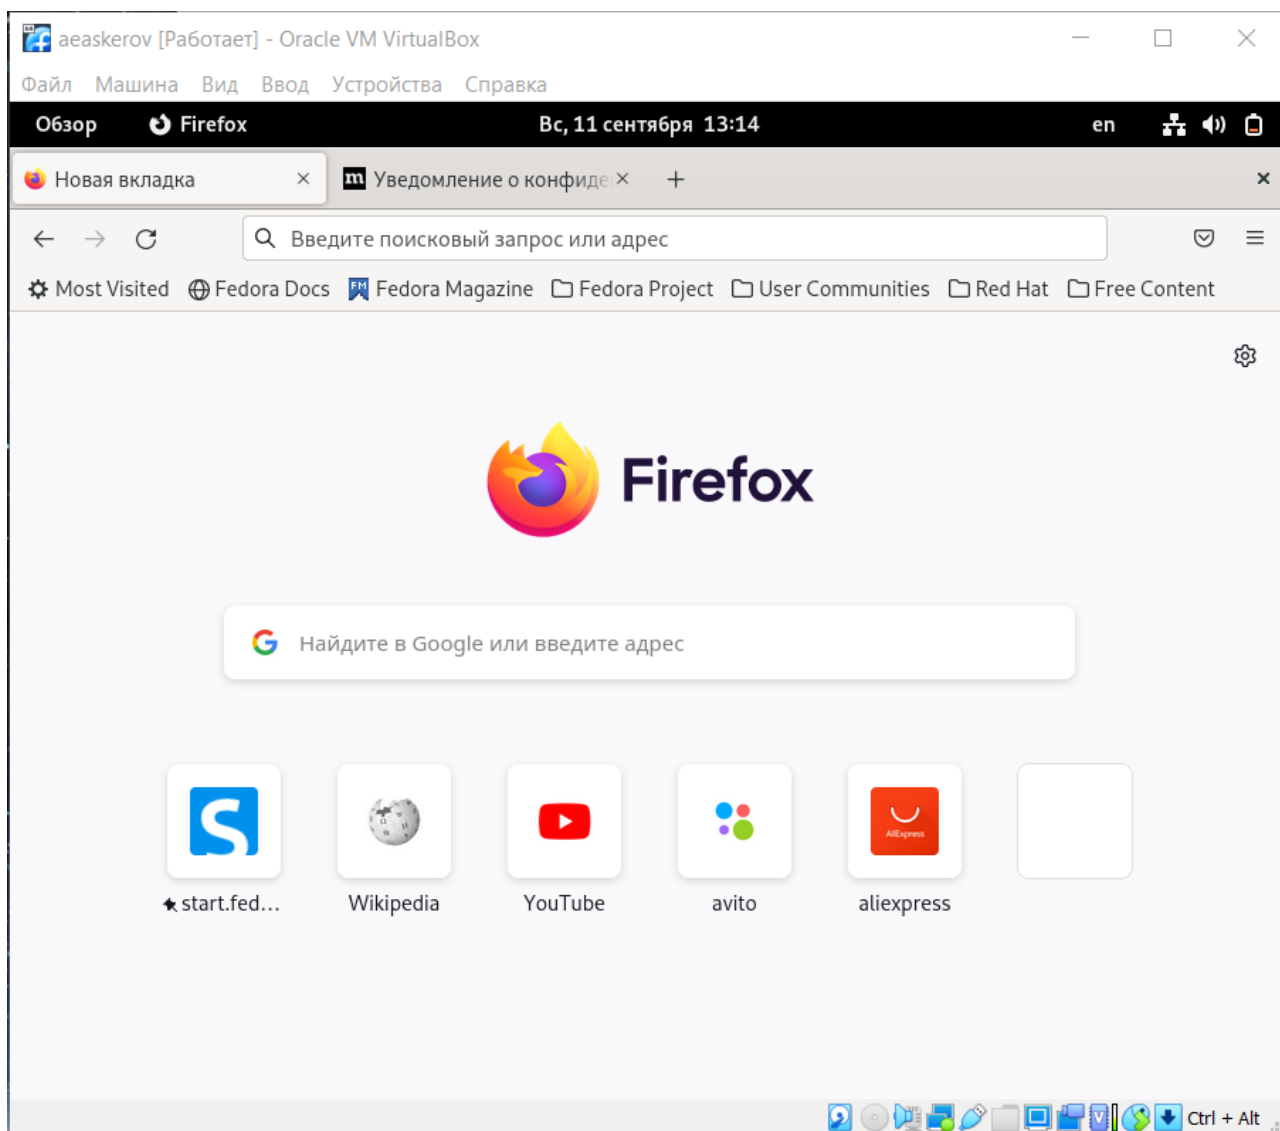 aeaskerov [Работает] - Oracle VM VirtualBox
Файл Машина Вид Ввод Устройства Справка
Обзор Firefox Вс, 11 сентября 13:14 en
Новая вкладка Уведомление о конфиде
Введите поисковый запрос или адрес
Most Visited Fedora Docs Fedora Magazine Fedora Project User Communities Red Hat Free Content
Firefox
Найдите в Google или введите адрес
AliExpress
start.fed... Wikipedia YouTube avito aliexpress
Ctrl + Alt